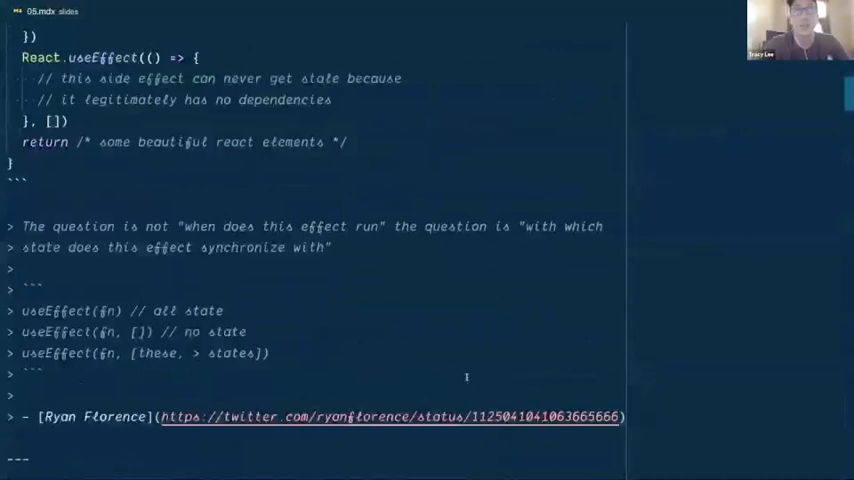 05.mdx slides
})
React.useEffect(() => {
// this side effect can never get stale because
// it legitimately has no dependencies
}, [])
return /* some beautiful react elements */
}
```
> The question is not "when does this effect run" the question is "with which
> state does this effect synchronize with"
>
> ```
> useEffect(fn) // all state
> useEffect(fn, []) // no state
> useEffect(fn, [these, > states])
> ```
>
> - [Ryan Florence](https://twitter.com/ryanflorence/status/1125041041063665666)
---
Tracy Lee